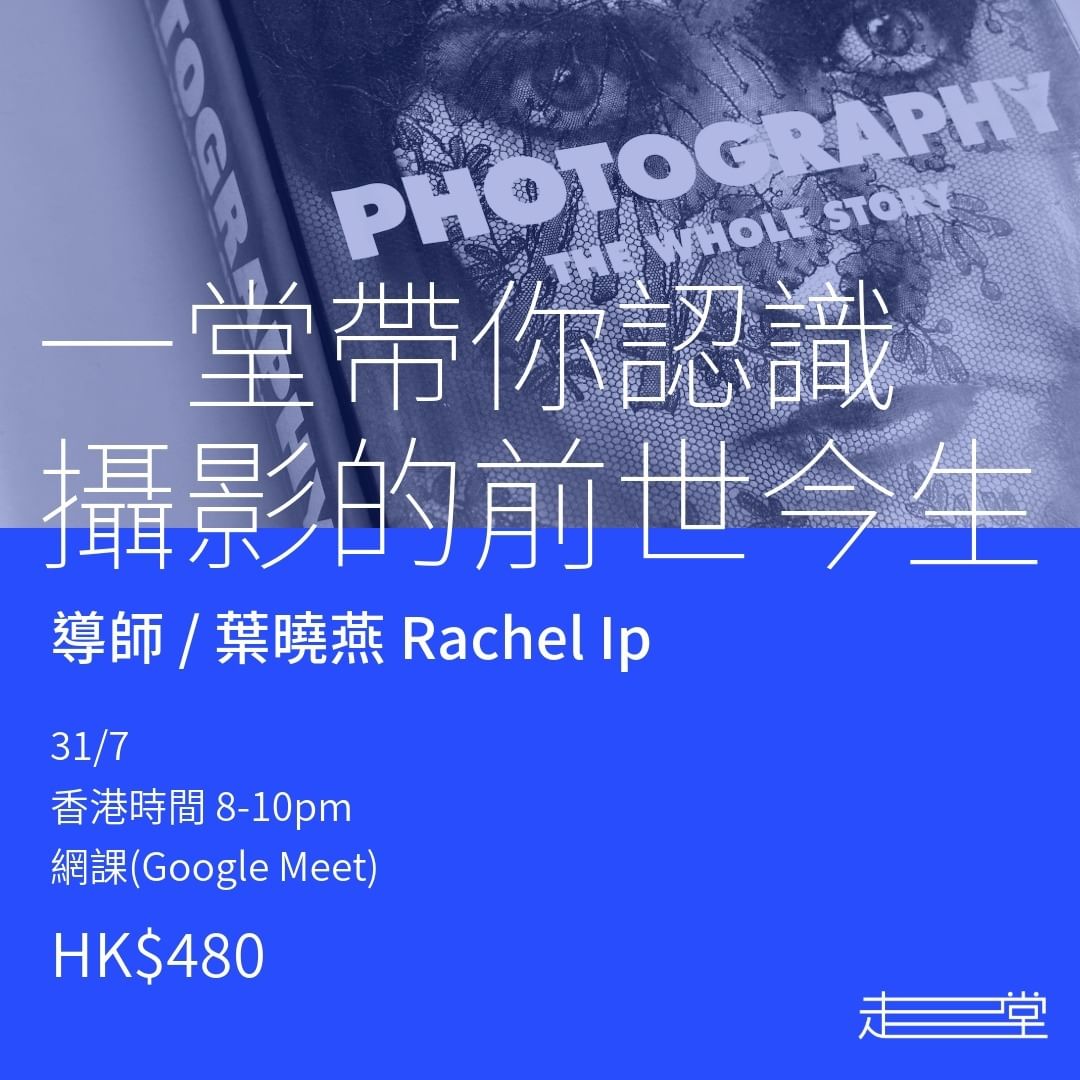 TOGRAPHY
PHOTOGRAPHY
THE WHOLE STORY
一堂帶你認識
攝影的前世今生
導師 / 葉曉燕 Rachel Ip
31/7
香港時間 8-10pm
網課(Google Meet)
HK$480
走堂